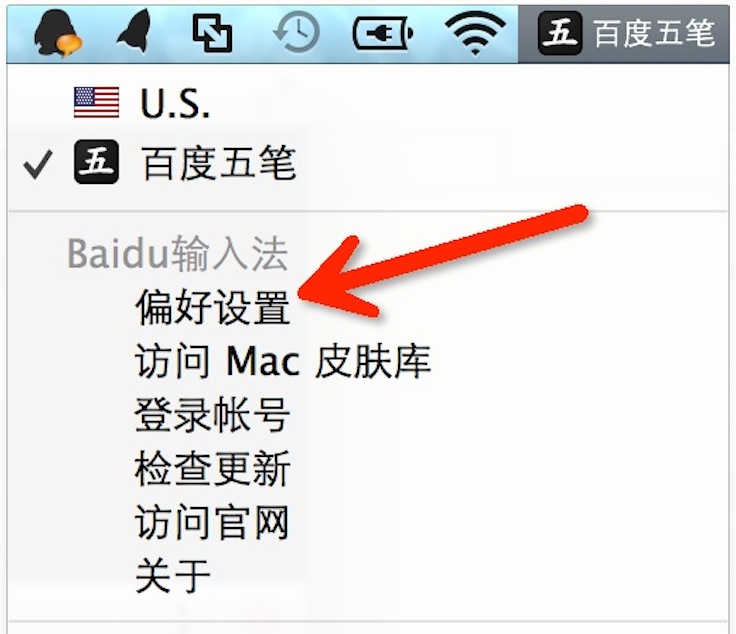 五 百度五笔
U.S.
五 百度五笔
Baidu输入法
偏好设置
访问 Mac 皮肤库
登录帐号
检查更新
访问官网
关于